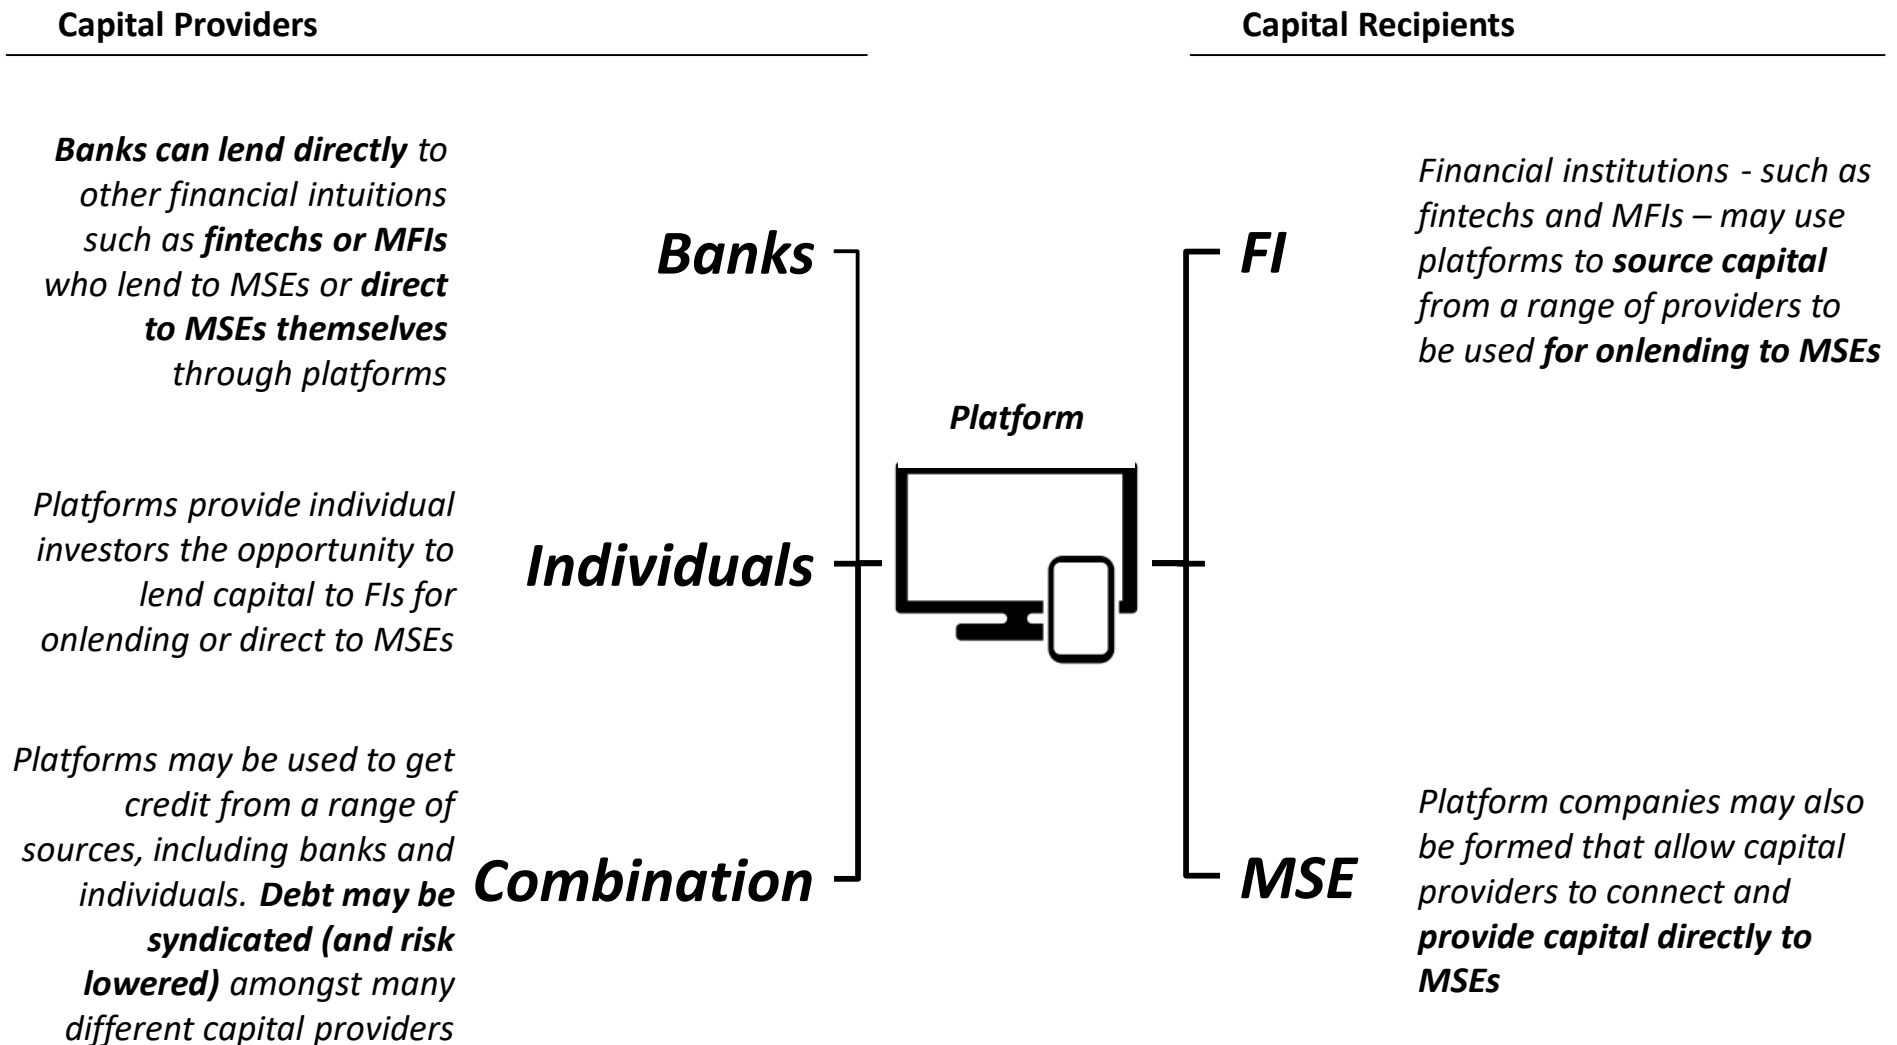 Capital Providers
Capital Recipients
Banks can lend directly to
other financial intuitions
such as fintechs or MFIs
who lend to MSEs or direct
to MSEs themselves
through platforms
Banks
Platforms provide individual
investors the opportunity to
lend capital to FIs for
onlending or direct to MSEs
Individuals
Platforms may be used to get
credit from a range of
sources, including banks and
individuals. Debt may be
syndicated (and risk
lowered) amongst many
different capital providers
Combination
Platform
FI
Financial institutions - such as
fintechs and MFIs – may use
platforms to source capital
from a range of providers to
be used for onlending to MSEs
MSE
Platform companies may also
be formed that allow capital
providers to connect and
provide capital directly to
MSEs